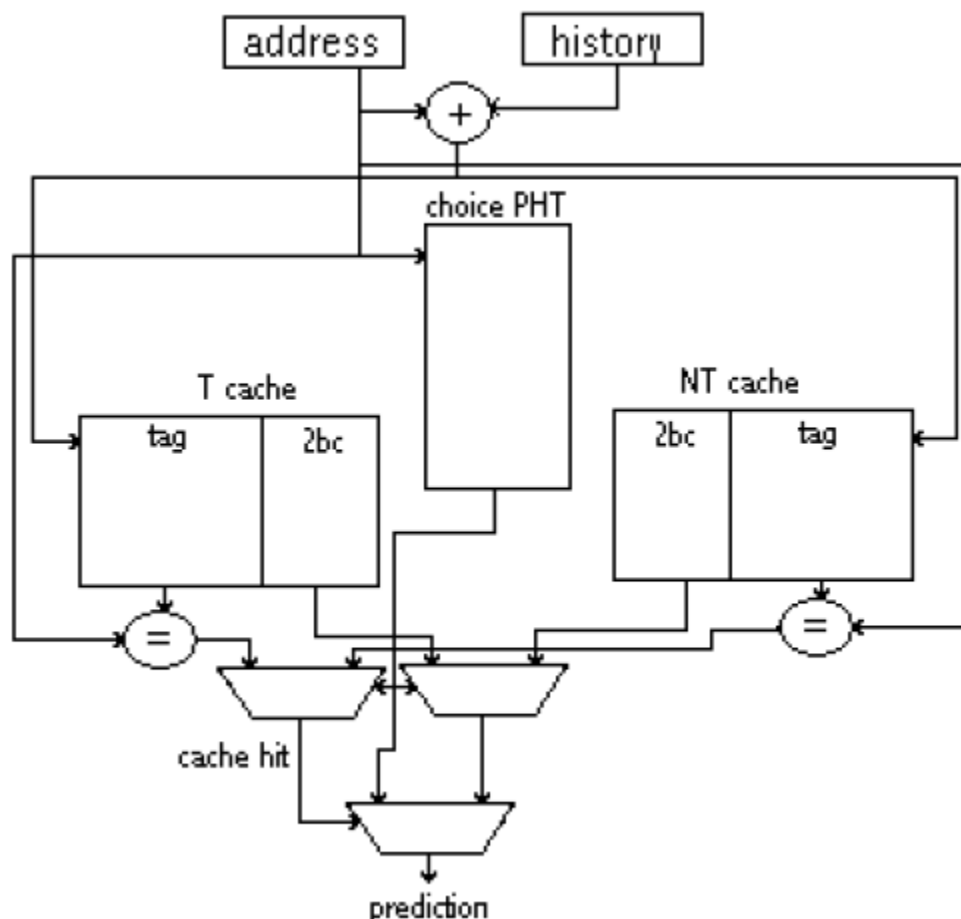 address
history
+
choice PHT
T cache
NT cache
tag
2bc
2bc
tag
=
=
cache hit
prediction